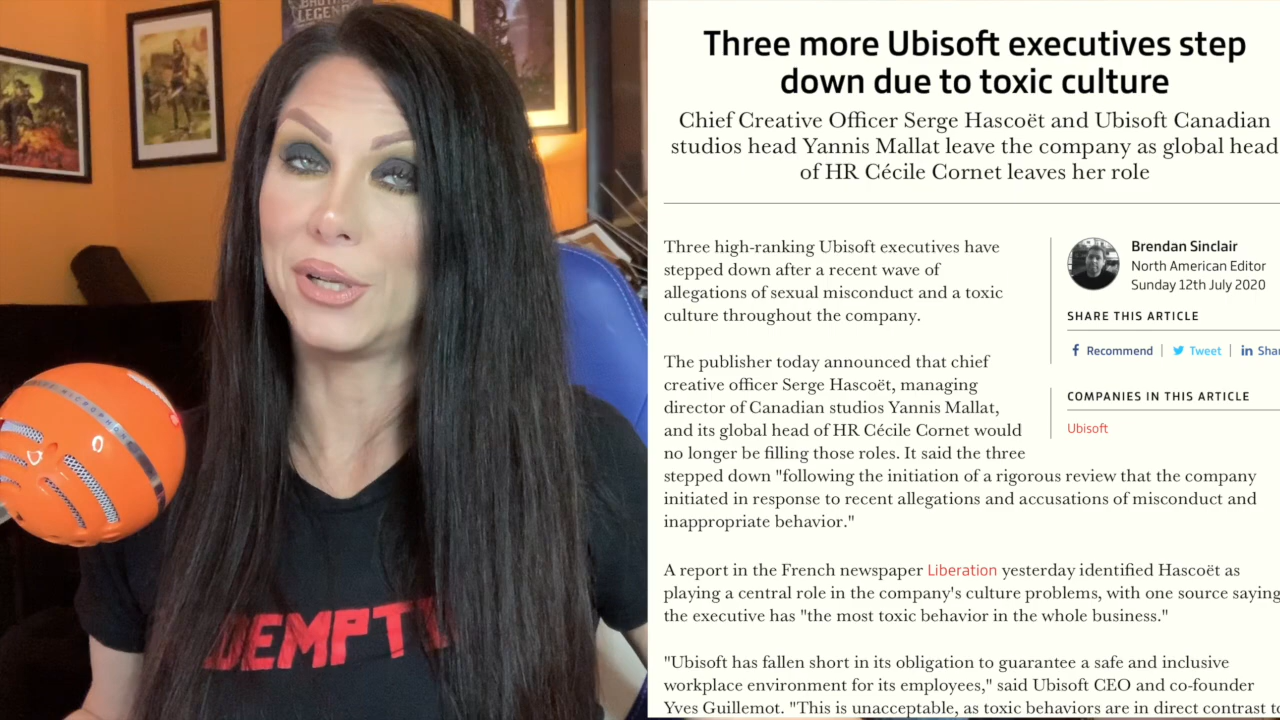 BRÜTAL
LEGEND
MICROPHONE
DEMPT
Three more Ubisoft executives step
down due to toxic culture
Chief Creative Officer Serge Hascoët and Ubisoft Canadian
studios head Yannis Mallat leave the company as global head
of HR Cécile Cornet leaves her role
Three high-ranking Ubisoft executives have
stepped down after a recent wave of
allegations of sexual misconduct and a toxic
culture throughout the company.
The publisher today announced that chief
creative officer Serge Hascoët, managing
director of Canadian studios Yannis Mallat,
and its global head of HR Cécile Cornet would
no longer be filling those roles. It said the three
stepped down "following the initiation of a rigorous review that the company
initiated in response to recent allegations and accusations of misconduct and
inappropriate behavior."
A report in the French newspaper Liberation yesterday identified Hascoët as
playing a central role in the company's culture problems, with one source saying
the executive has "the most toxic behavior in the whole business."
"Ubisoft has fallen short in its obligation to guarantee a safe and inclusive
workplace environment for its employees," said Ubisoft CEO and co-founder
Yves Guillemot. "This is unacceptable, as toxic behaviors are in direct contrast to
Brendan Sinclair
North American Editor
Sunday 12th July 2020
SHARE THIS ARTICLE
Recommend | Tweet | in Shar
COMPANIES IN THIS ARTICLE
Ubisoft